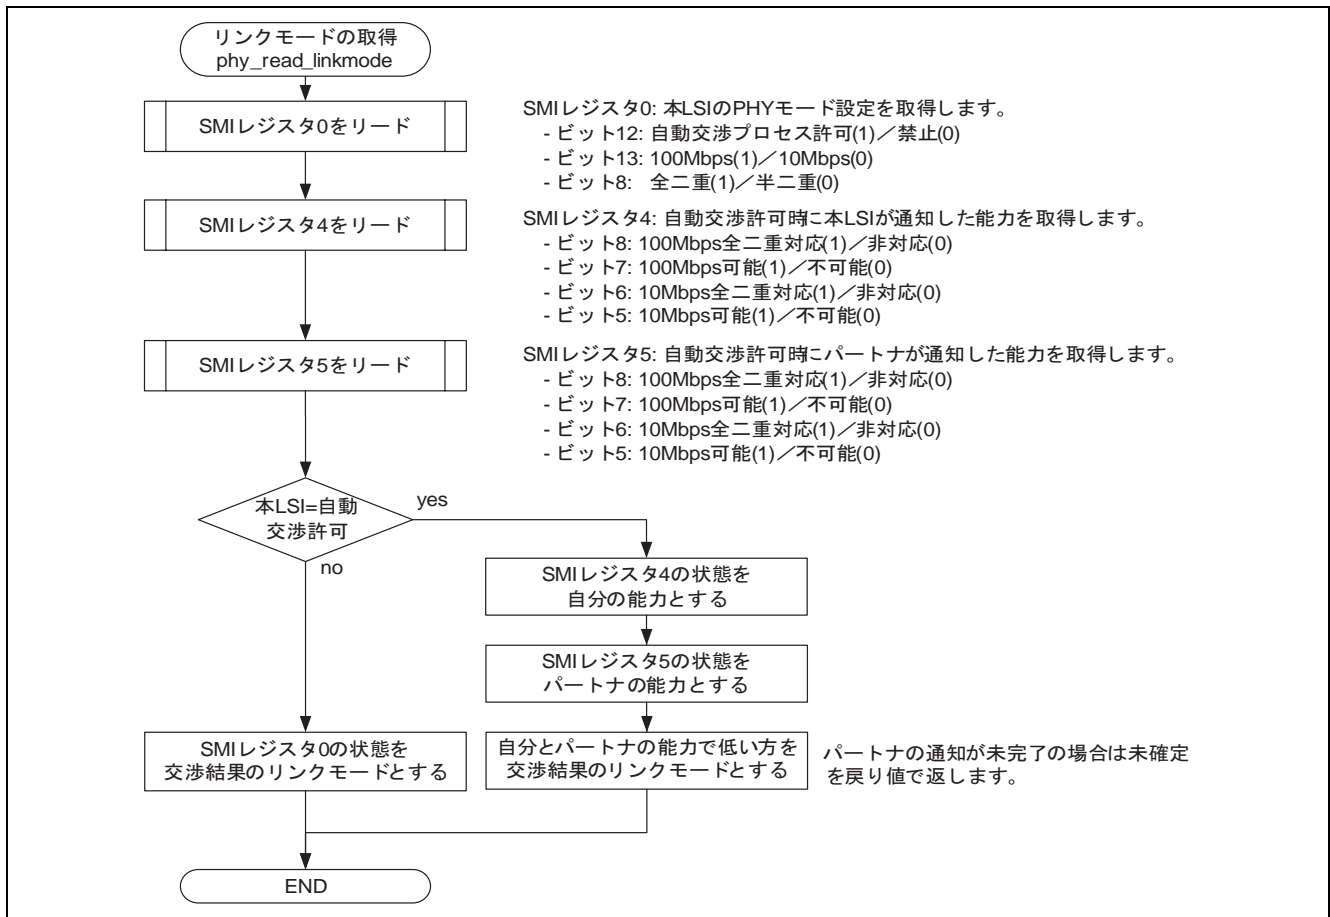 リンクモードの取得
phy_read_linkmode
SMIレジスタ0をリード
SMIレジスタ0: 本LSIのPHYモード設定を取得します。
- ビット12: 自動交渉プロセス許可(1)／禁止(0)
- ビット13: 100Mbps(1)／10Mbps(0)
- ビット8: 全二重(1)／半二重(0)
SMIレジスタ4をリード
SMIレジスタ4: 自動交渉許可時に本LSIが通知した能力を取得します。
- ビット8: 100Mbps全二重対応(1)／非対応(0)
- ビット7: 100Mbps可能(1)／不可能(0)
- ビット6: 10Mbps全二重対応(1)／非対応(0)
- ビット5: 10Mbps可能(1)／不可能(0)
SMIレジスタ5をリード
SMIレジスタ5: 自動交渉許可時にパートナが通知した能力を取得します。
- ビット8: 100Mbps全二重対応(1)／非対応(0)
- ビット7: 100Mbps可能(1)／不可能(0)
- ビット6: 10Mbps全二重対応(1)／非対応(0)
- ビット5: 10Mbps可能(1)／不可能(0)
本LSI=自動
交渉許可
yes
no
SMIレジスタ4の状態を
自分の能力とする
SMIレジスタ5の状態を
パートナの能力とする
SMIレジスタ0の状態を
交渉結果のリンクモードとする
自分とパートナの能力で低い方を
交渉結果のリンクモードとする
パートナの通知が未完了の場合は未確定
を戻り値で返します。
END